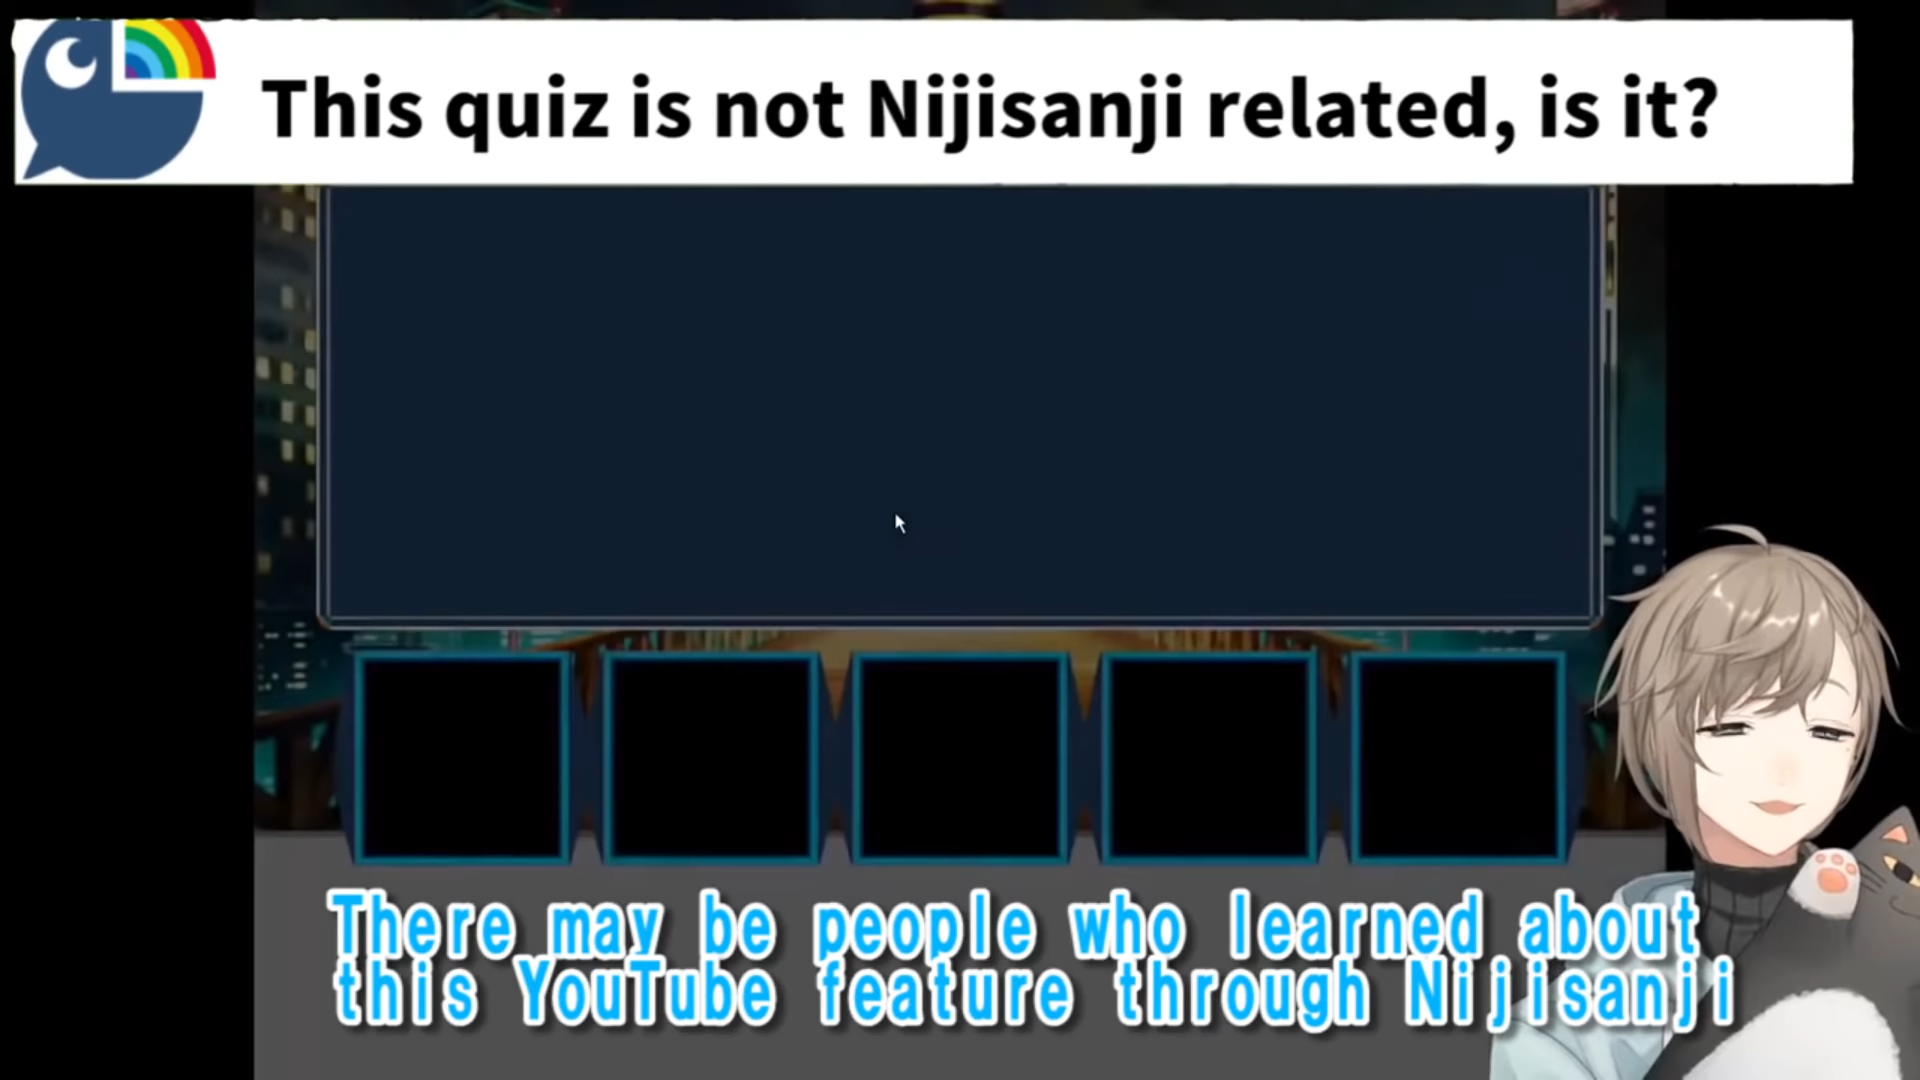 This quiz is not Nijisanji related, is it?
There may be people who learned about
this YouTube feature through Nijisanji